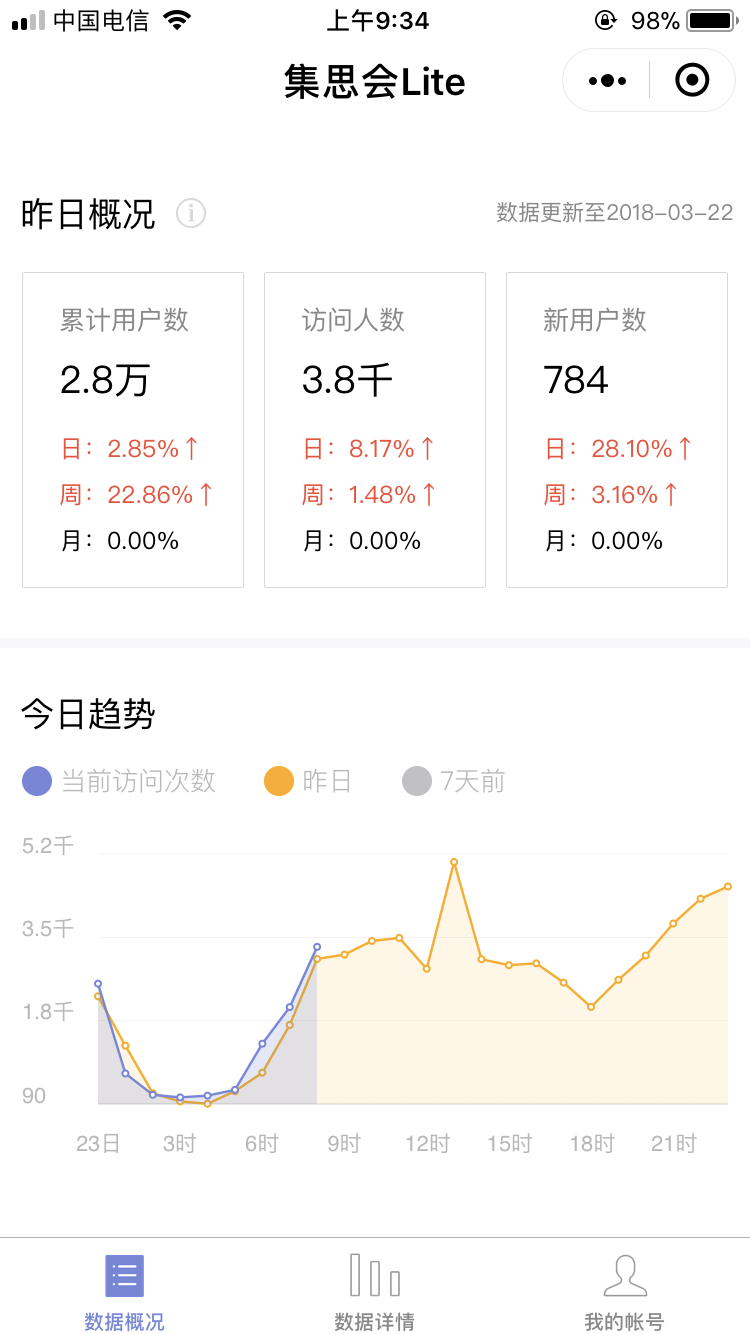 中国电信 上午9:34 98%
集思会Lite
昨日概况 数据更新至2018-03-22
累计用户数 访问人数 新用户数
2.8万 3.8千 784
日：2.85%↑ 日：8.17%↑ 日：28.10%↑
周：22.86%↑ 周：1.48%↑ 周：3.16%↑
月：0.00% 月：0.00% 月：0.00%
今日趋势
当前访问次数 昨日 7天前
5.2千
3.5千
1.8千
90
23日 3时 6时 9时 12时 15时 18时 21时
数据概况 数据详情 我的帐号